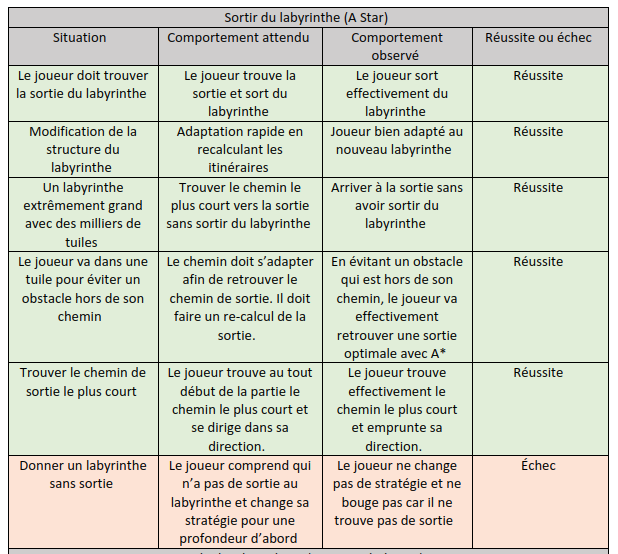 Sortir du labyrinthe (A Star)
Situation
Comportement attendu
Comportement
observé
Réussite ou échec
Le joueur doit trouver
la sortie du labyrinthe
Le joueur trouve la
sortie et sort du
labyrinthe
Le joueur sort
effectivement du
labyrinthe
Réussite
Modification de la
structure du
labyrinthe
Adaptation rapide en
recalculant les
itinéraires
Joueur bien adapté au
nouveau labyrinthe
Réussite
Un labyrinthe
extrêmement grand
avec des milliers de
tuiles
Trouver le chemin le
plus court vers la sortie
sans sortir du labyrinthe
Arriver à la sortie sans
avoir sortir du
labyrinthe
Réussite
Le joueur va dans une
tuile pour éviter un
obstacle hors de son
chemin
Le chemin doit s’adapter
afin de retrouver le
chemin de sortie. Il doit
faire un re-calcul de la
sortie.
En évitant un obstacle
qui est hors de son
chemin, le joueur va
effectivement
retrouver une sortie
optimale avec A*
Réussite
Trouver le chemin de
sortie le plus court
Le joueur trouve au tout
début de la partie le
chemin le plus court et
se dirige dans sa
direction.
Le joueur trouve
effectivement le
chemin le plus court
et emprunte sa
direction.
Réussite
Donner un labyrinthe
sans sortie
Le joueur comprend qui
n’a pas de sortie au
labyrinthe et change sa
stratégie pour une
profondeur d’abord
Le joueur ne change
pas de stratégie et ne
bouge pas car il ne
trouve pas de sortie
Échec